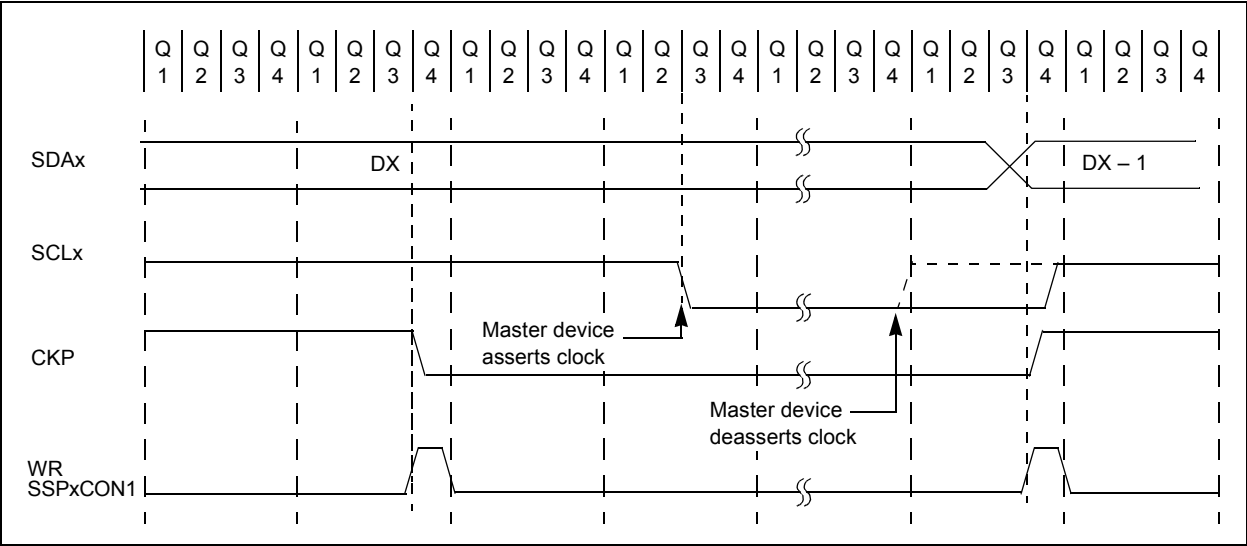 Q Q Q Q Q Q Q Q Q Q Q Q Q Q Q Q Q Q Q Q Q Q Q Q Q Q Q Q
1 2 3 4 1 2 3 4 1 2 3 4 1 2 3 4 1 2 3 4 1 2 3 4 1 2 3 4
SDAx
DX
DX – 1
SCLx
Master device
asserts clock
CKP
Master device
deasserts clock
WR
SSPxCON1